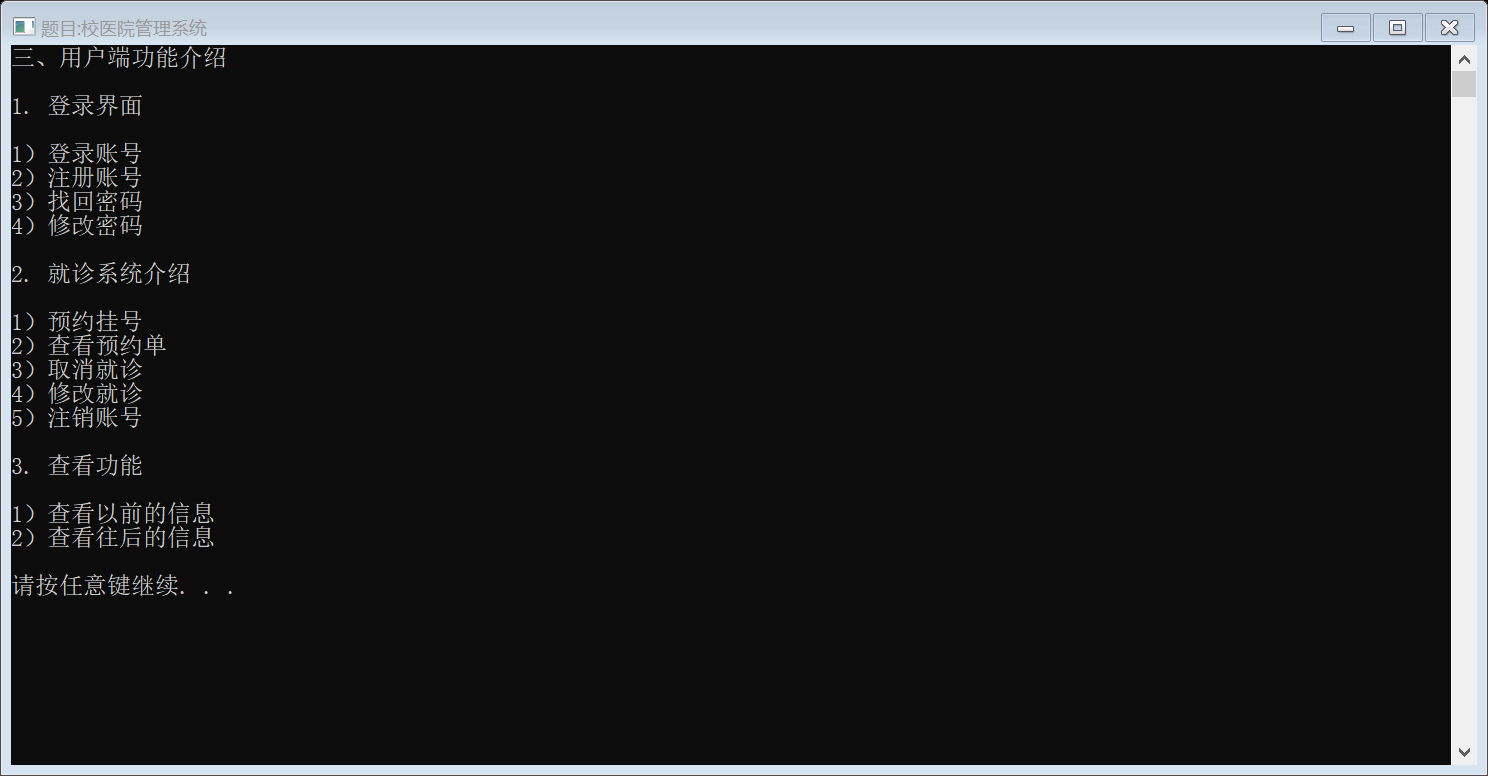 题目:校医院管理系统
三、用户端功能介绍
1. 登录界面
1）登录账号
2）注册账号
3）找回密码
4）修改密码
2. 就诊系统介绍
1）预约挂号
2）查看预约单
3）取消就诊
4）修改就诊
5）注销账号
3. 查看功能
1）查看以前的信息
2）查看往后的信息
请按任意键继续. . .